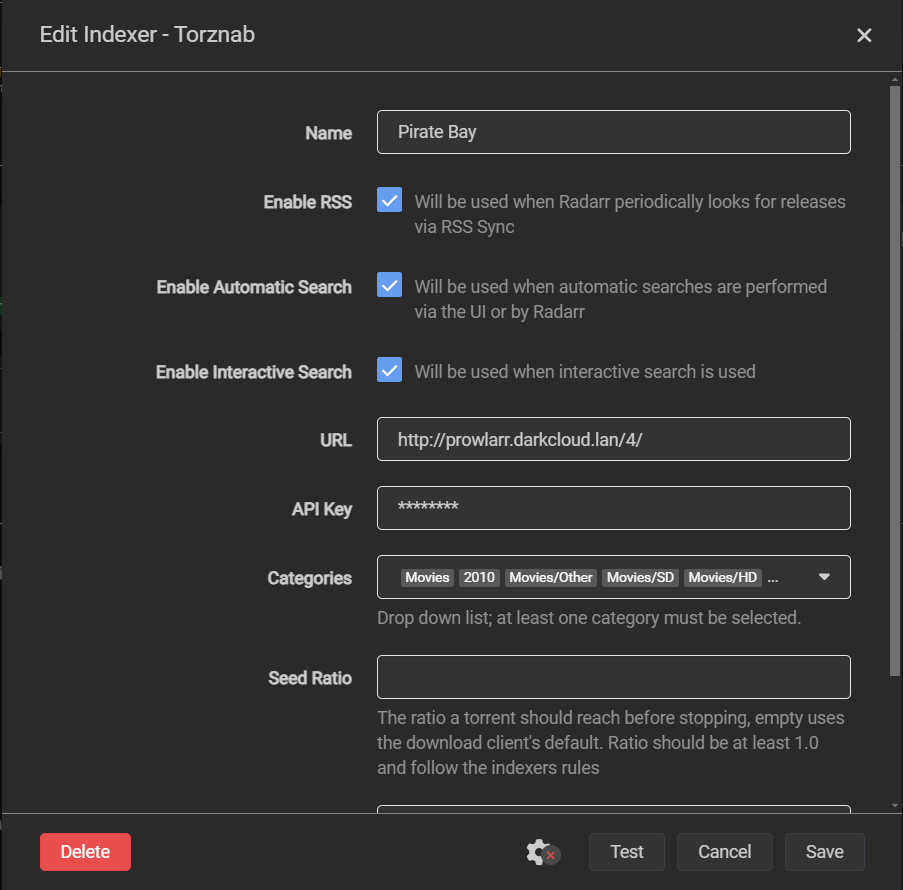 Edit Indexer - Torznab
Name
Pirate Bay
Enable RSS
Will be used when Radarr periodically looks for releases
via RSS Sync
Enable Automatic Search
Will be used when automatic searches are performed
via the UI or by Radarr
Enable Interactive Search
Will be used when interactive search is used
URL
http://prowlarr.darkcloud.lan/4/
API Key
********
Categories
Movies 2010 Movies/Other Movies/SD Movies/HD ...
Drop down list; at least one category must be selected.
Seed Ratio
The ratio a torrent should reach before stopping, empty uses
the download client's default. Ratio should be at least 1.0
and follow the indexers rules
Delete
Test
Cancel
Save